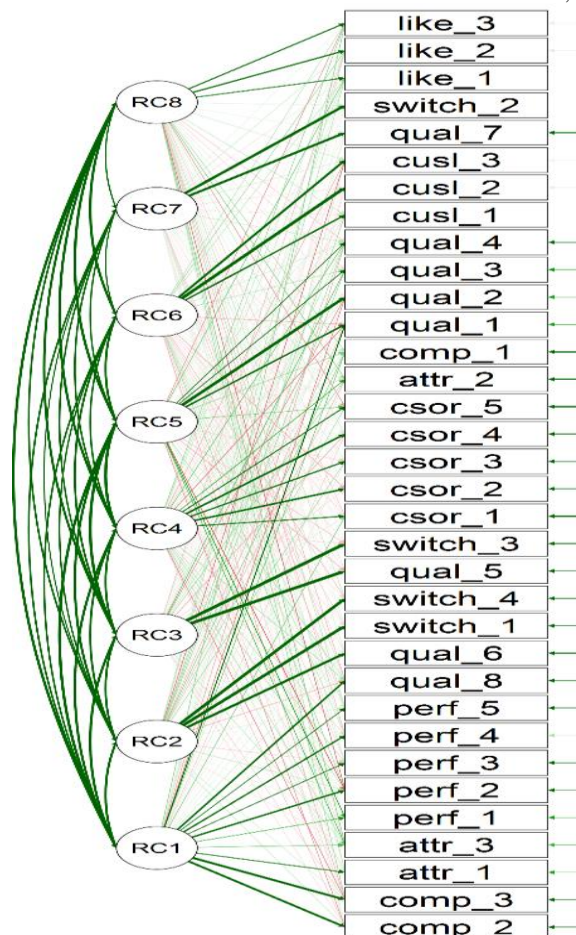 like_3
like_2
like_1
RC8
switch_2
qual_7
cusl_3
cusl_2
RC7
cusl_1
qual_4
qual_3
qual_2
RC6
qual_1
comp_1
attr_2
csor_5
RC5
csor_4
csor_3
csor_2
csor_1
RC4
switch_3
qual_5
switch_4
switch_1
RC3
qual_6
qual_8
perf_5
perf_4
RC2
perf_3
perf_2
perf_1
attr_3
RC1
attr_1
comp_3
comp_2